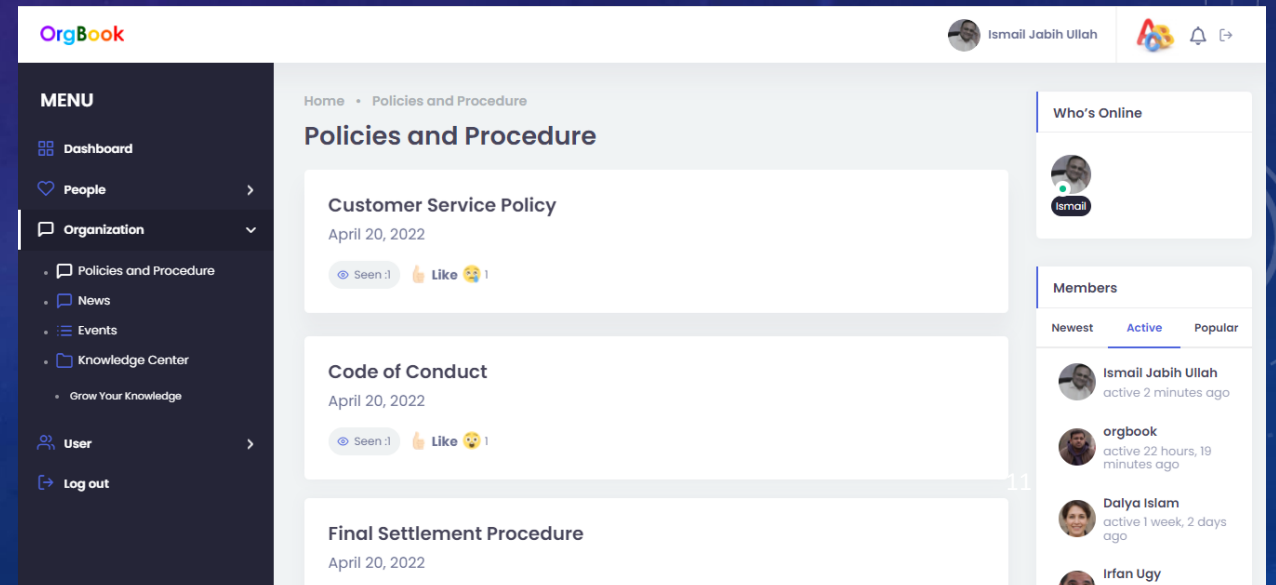 OrgBook
Ismail Jabih Ullah
MENU
Dashboard
People
Organization
Policies and Procedure
News
Events
Knowledge Center
Grow Your Knowledge
User
Log out
Home • Policies and Procedure
Policies and Procedure
Customer Service Policy
April 20, 2022
Seen :1 Like 1
Code of Conduct
April 20, 2022
Seen :1 Like 1
Final Settlement Procedure
April 20, 2022
11
Who's Online
Ismail
Members
Newest Active Popular
Ismail Jabih Ullah
active 2 minutes ago
orgbook
active 22 hours, 19
minutes ago
Dalya Islam
active 1 week, 2 days
ago
Irfan Ugy